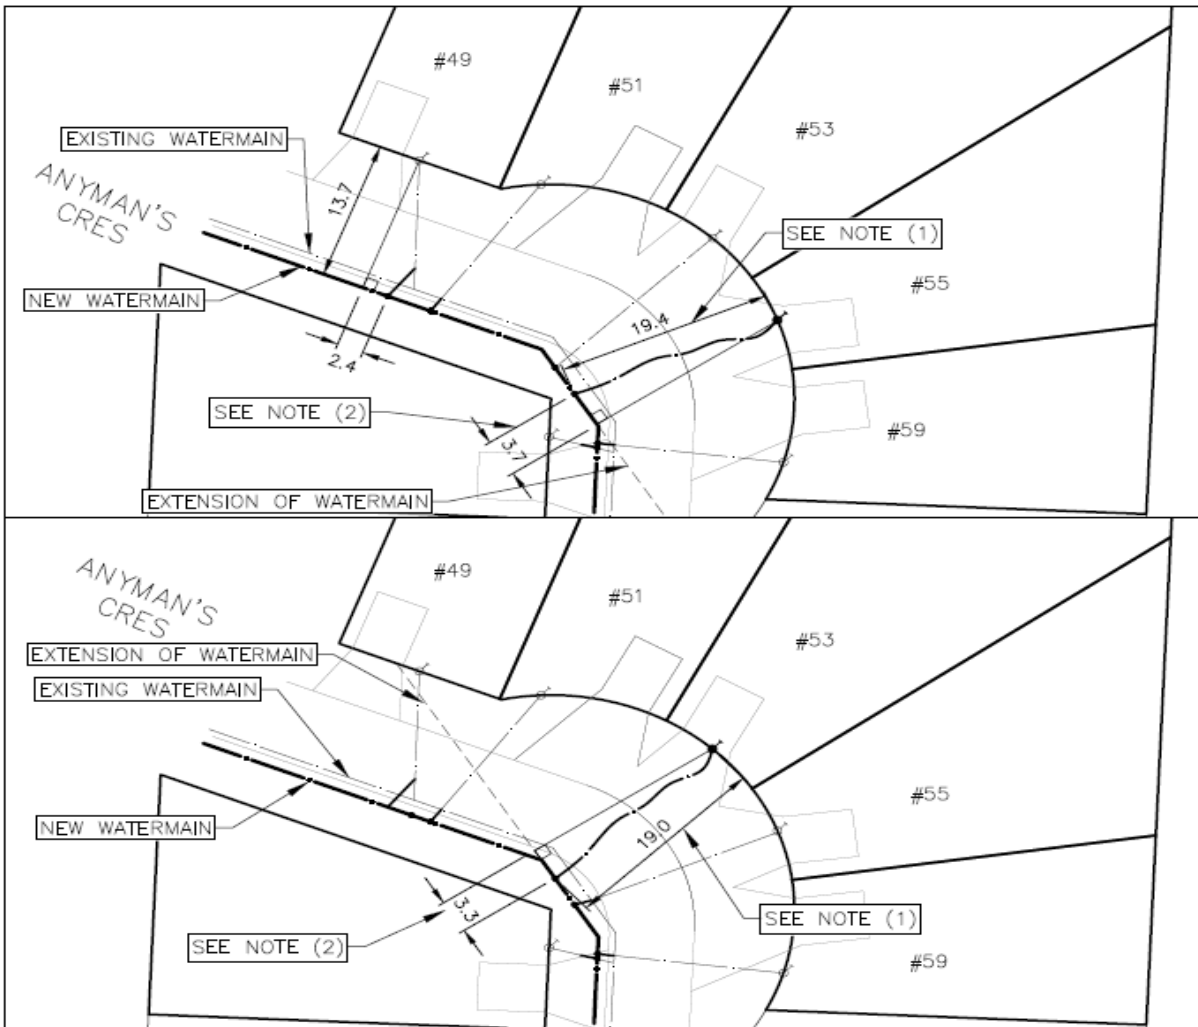 #49
#51
#53
EXISTING WATERMAIN
ANYMAN'S
CRES
13.7
SEE NOTE (1)
#55
NEW WATERMAIN
19.4
2.4
SEE NOTE (2)
#59
3.7
EXTENSION OF WATERMAIN
#49
#51
#53
ANYMAN'S
CRES
EXTENSION OF WATERMAIN
EXISTING WATERMAIN
#55
NEW WATERMAIN
19.0
3.3
SEE NOTE (1)
SEE NOTE (2)
#59